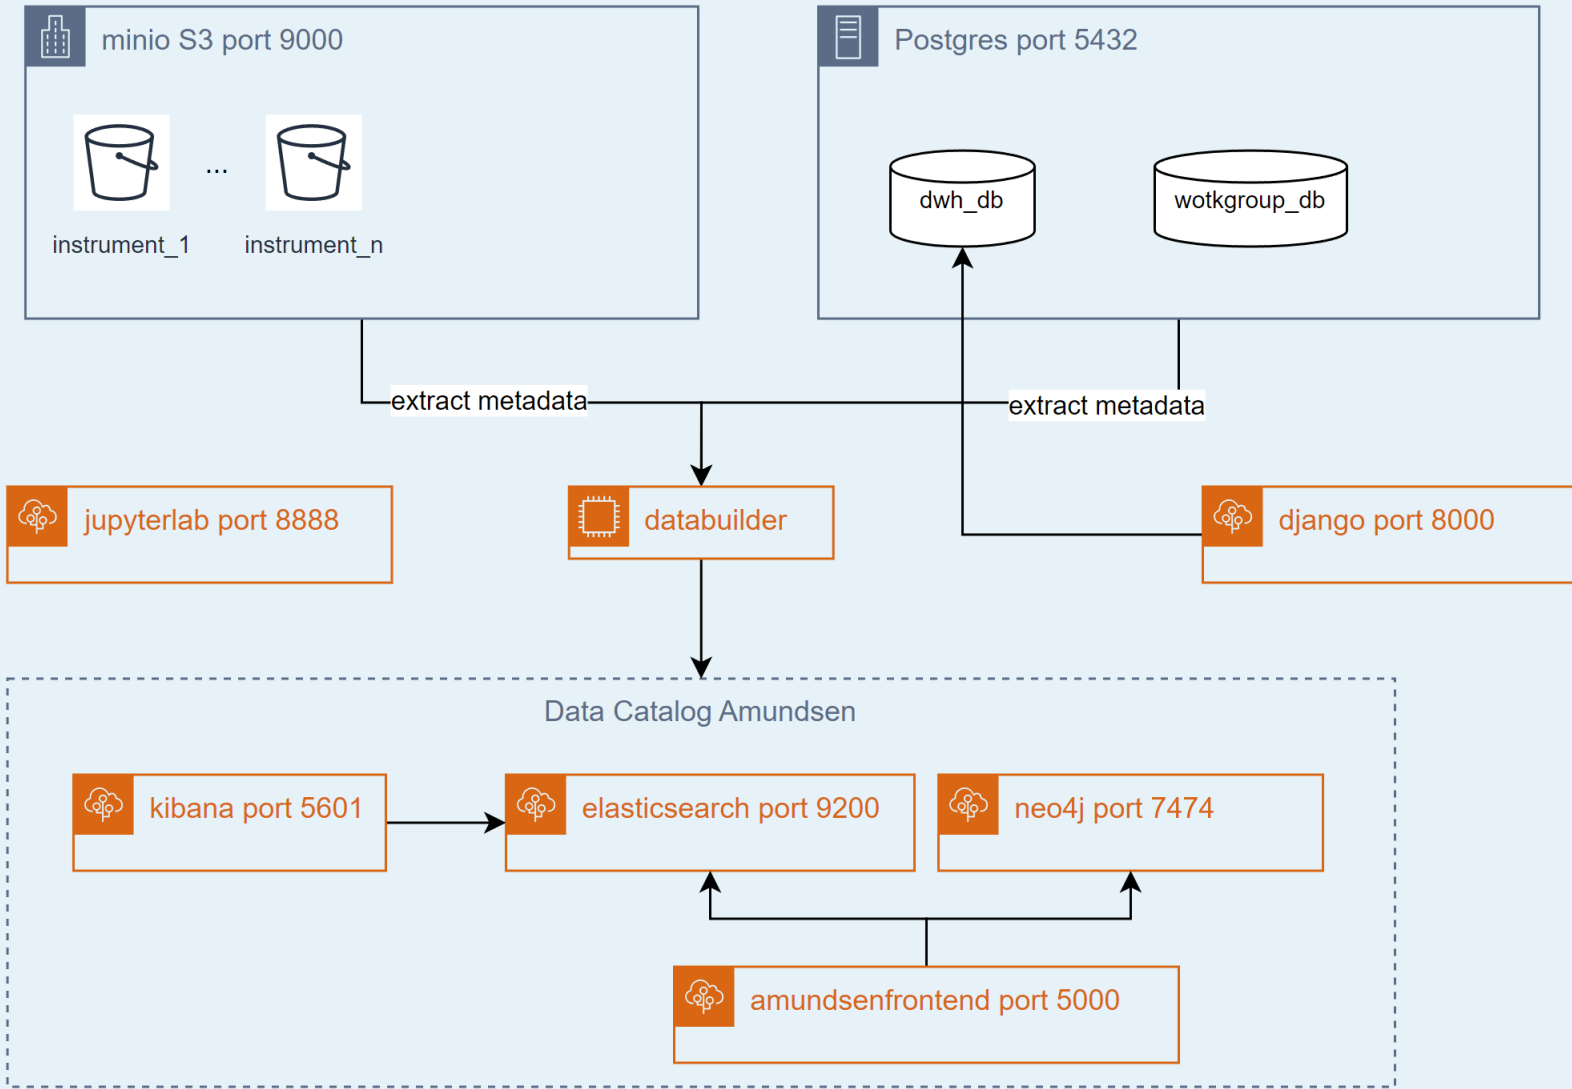 minio S3 port 9000
Postgres port 5432
...
instrument_1
instrument_n
dwh_db
wotkgroup_db
extract metadata
extract metadata
jupyterlab port 8888
databuilder
django port 8000
Data Catalog Amundsen
kibana port 5601
elasticsearch port 9200
neo4j port 7474
amundsenfrontend port 5000